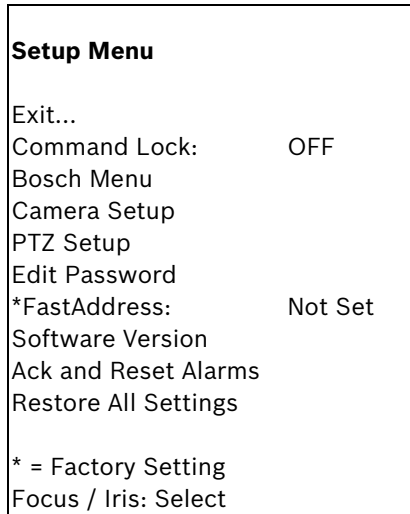 Setup Menu
Exit...
Command Lock: OFF
Bosch Menu
Camera Setup
PTZ Setup
Edit Password
*FastAddress: Not Set
Software Version
Ack and Reset Alarms
Restore All Settings
* = Factory Setting
Focus / Iris: Select